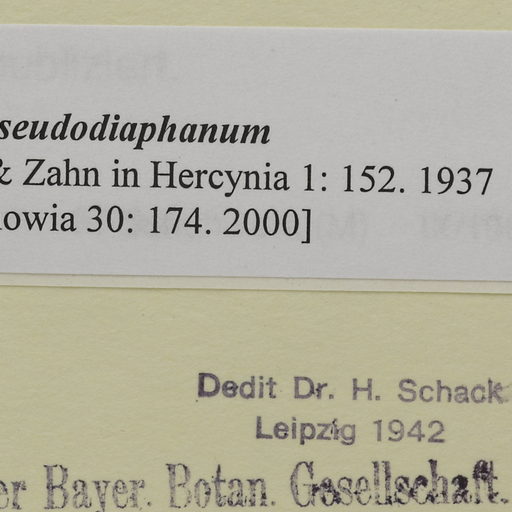 seudodiaphanum
& Zahn in Hercynia 1: 152. 1937
lowia 30: 174. 2000]
Dedit Dr. H. Schack
Leipzig 1942
er Bayer. Botan. Gesellschaft.